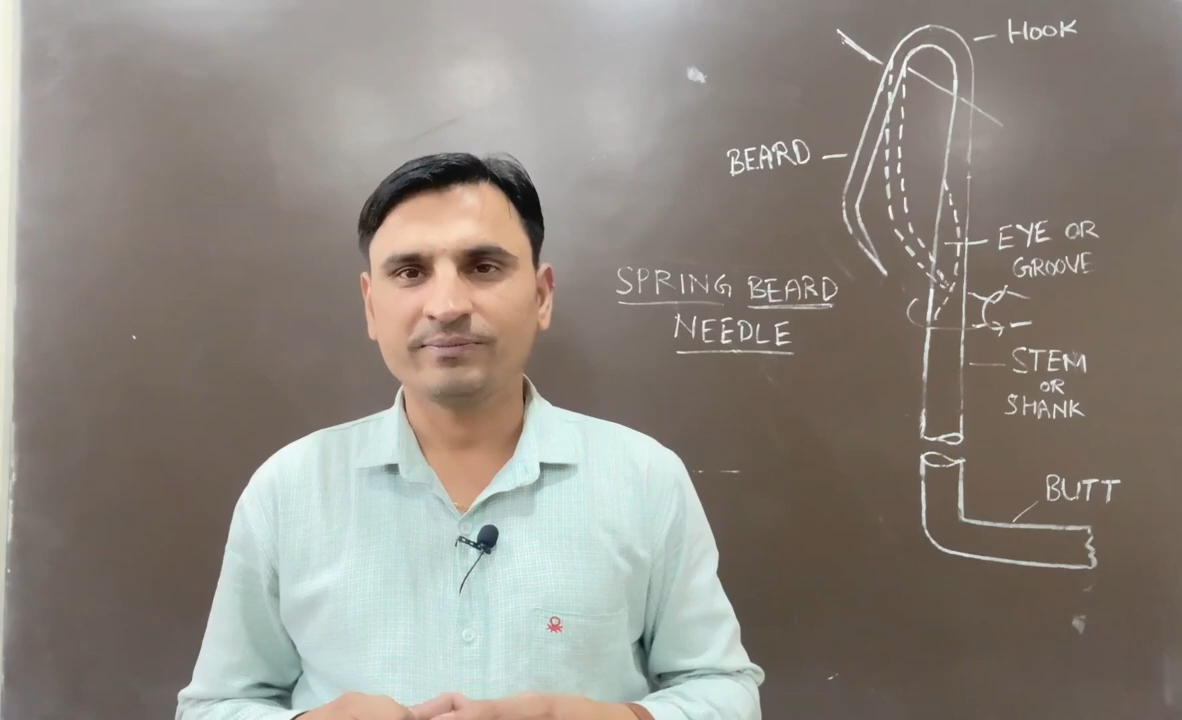 HOOK
BEARD
EYE OR
GROOVE
SPRING BEARD
NEEDLE
STEM
OR
SHANK
BUTT